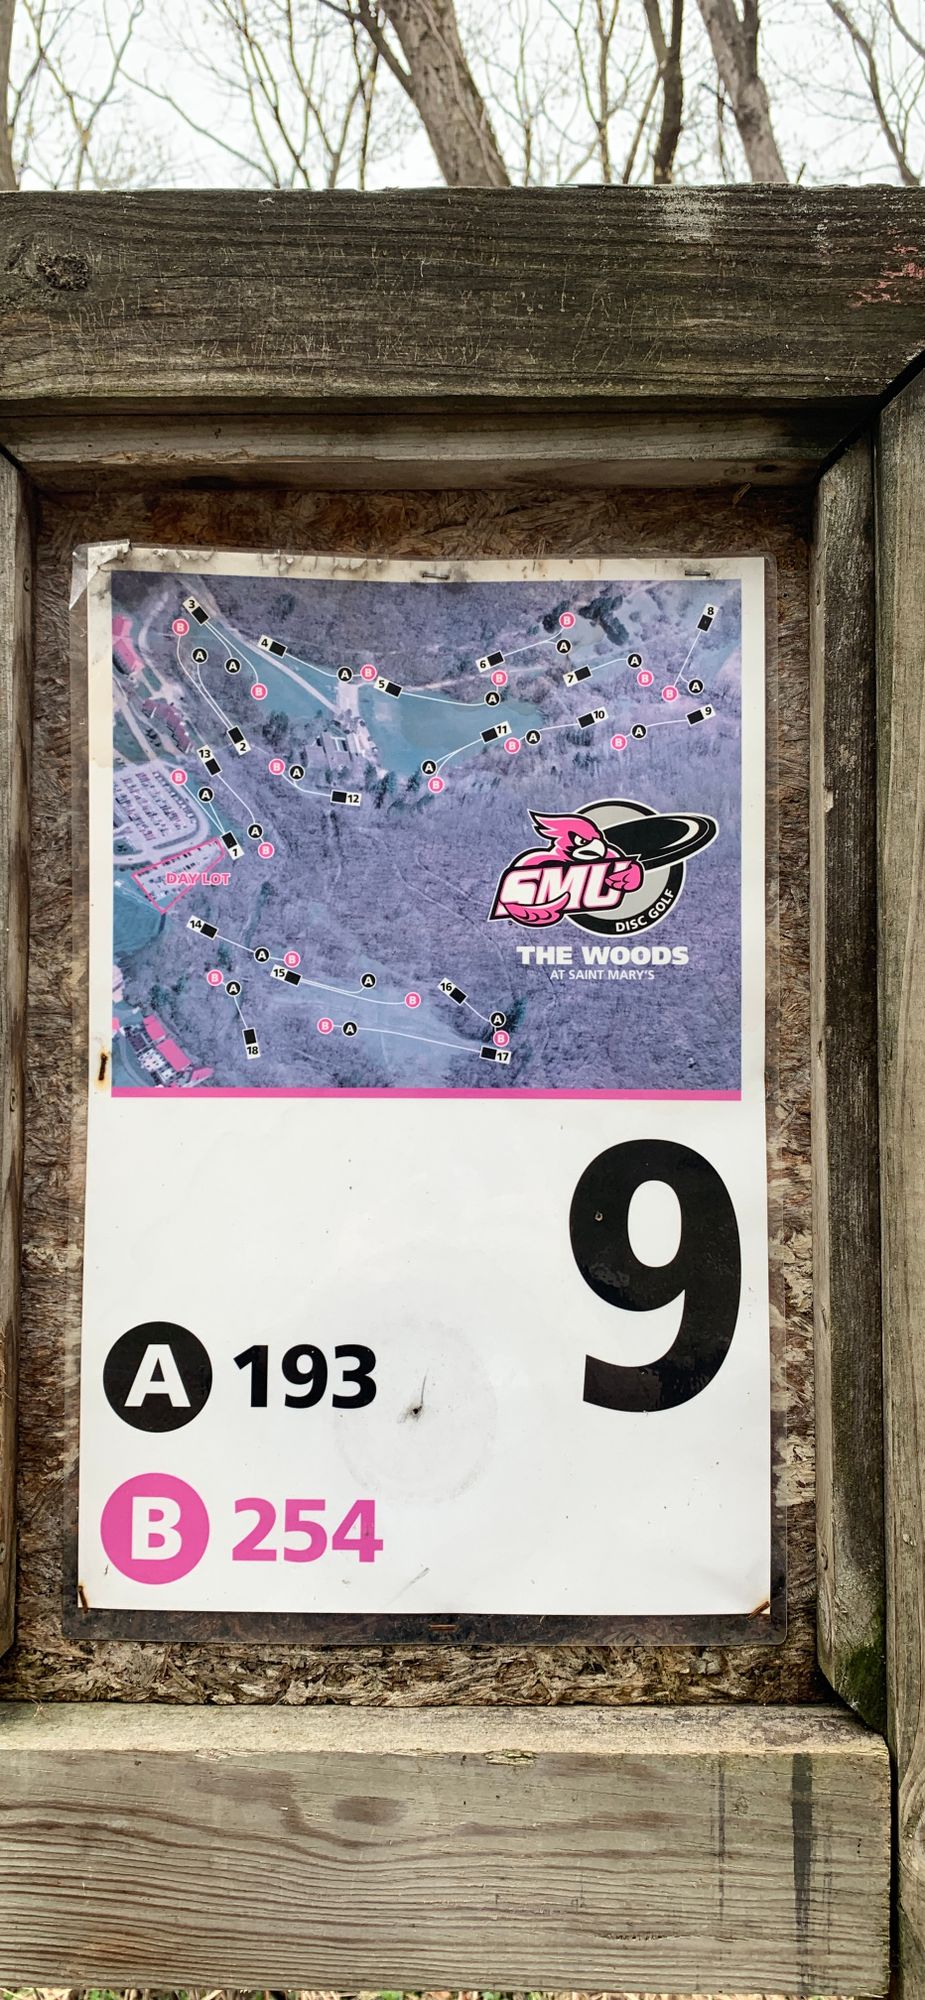 3
B
4
A
A
B
A
B
5
6
B
A
B
A
7
A
B
8
B
A
9
2
13
B
A
B
A
12
11
A
B
10
B
A
B
A
1
A
B
DAY LOT
SMU
DISC GOLF
THE WOODS
AT SAINT MARY'S
14
A
B
15
A
B
16
A
B
17
B
A
18
B
A
9
A 193
B 254